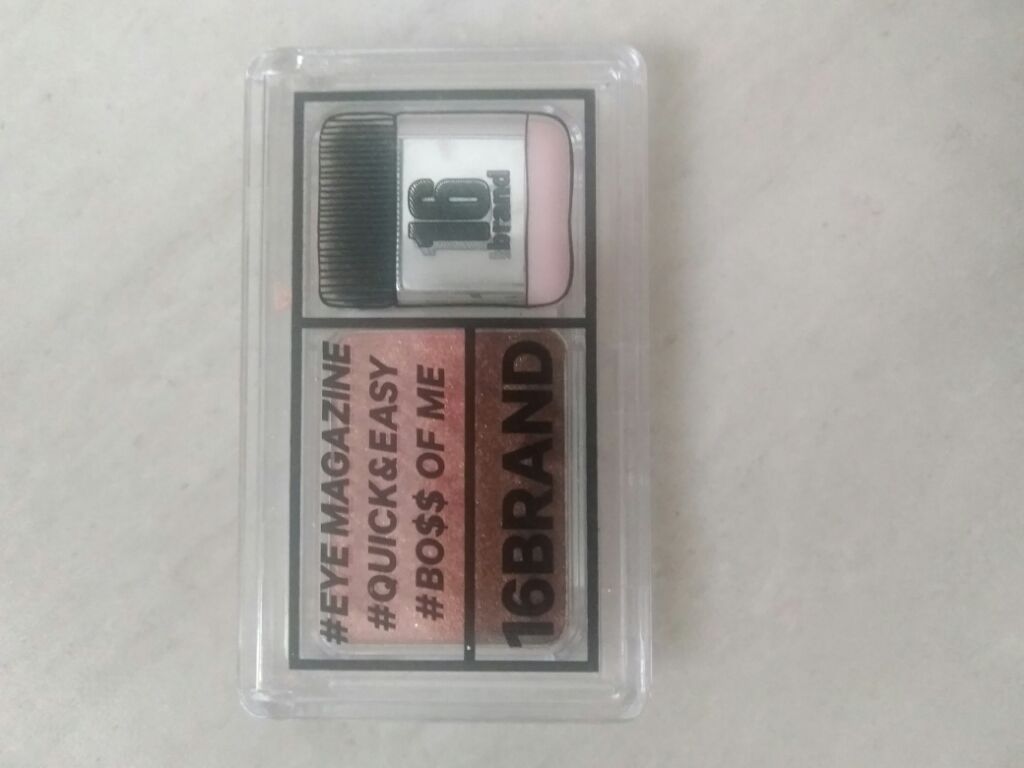 16
brand
#EYE MAGAZINE
#QUICK&EASY
#BO$$ OF ME
16BRAND